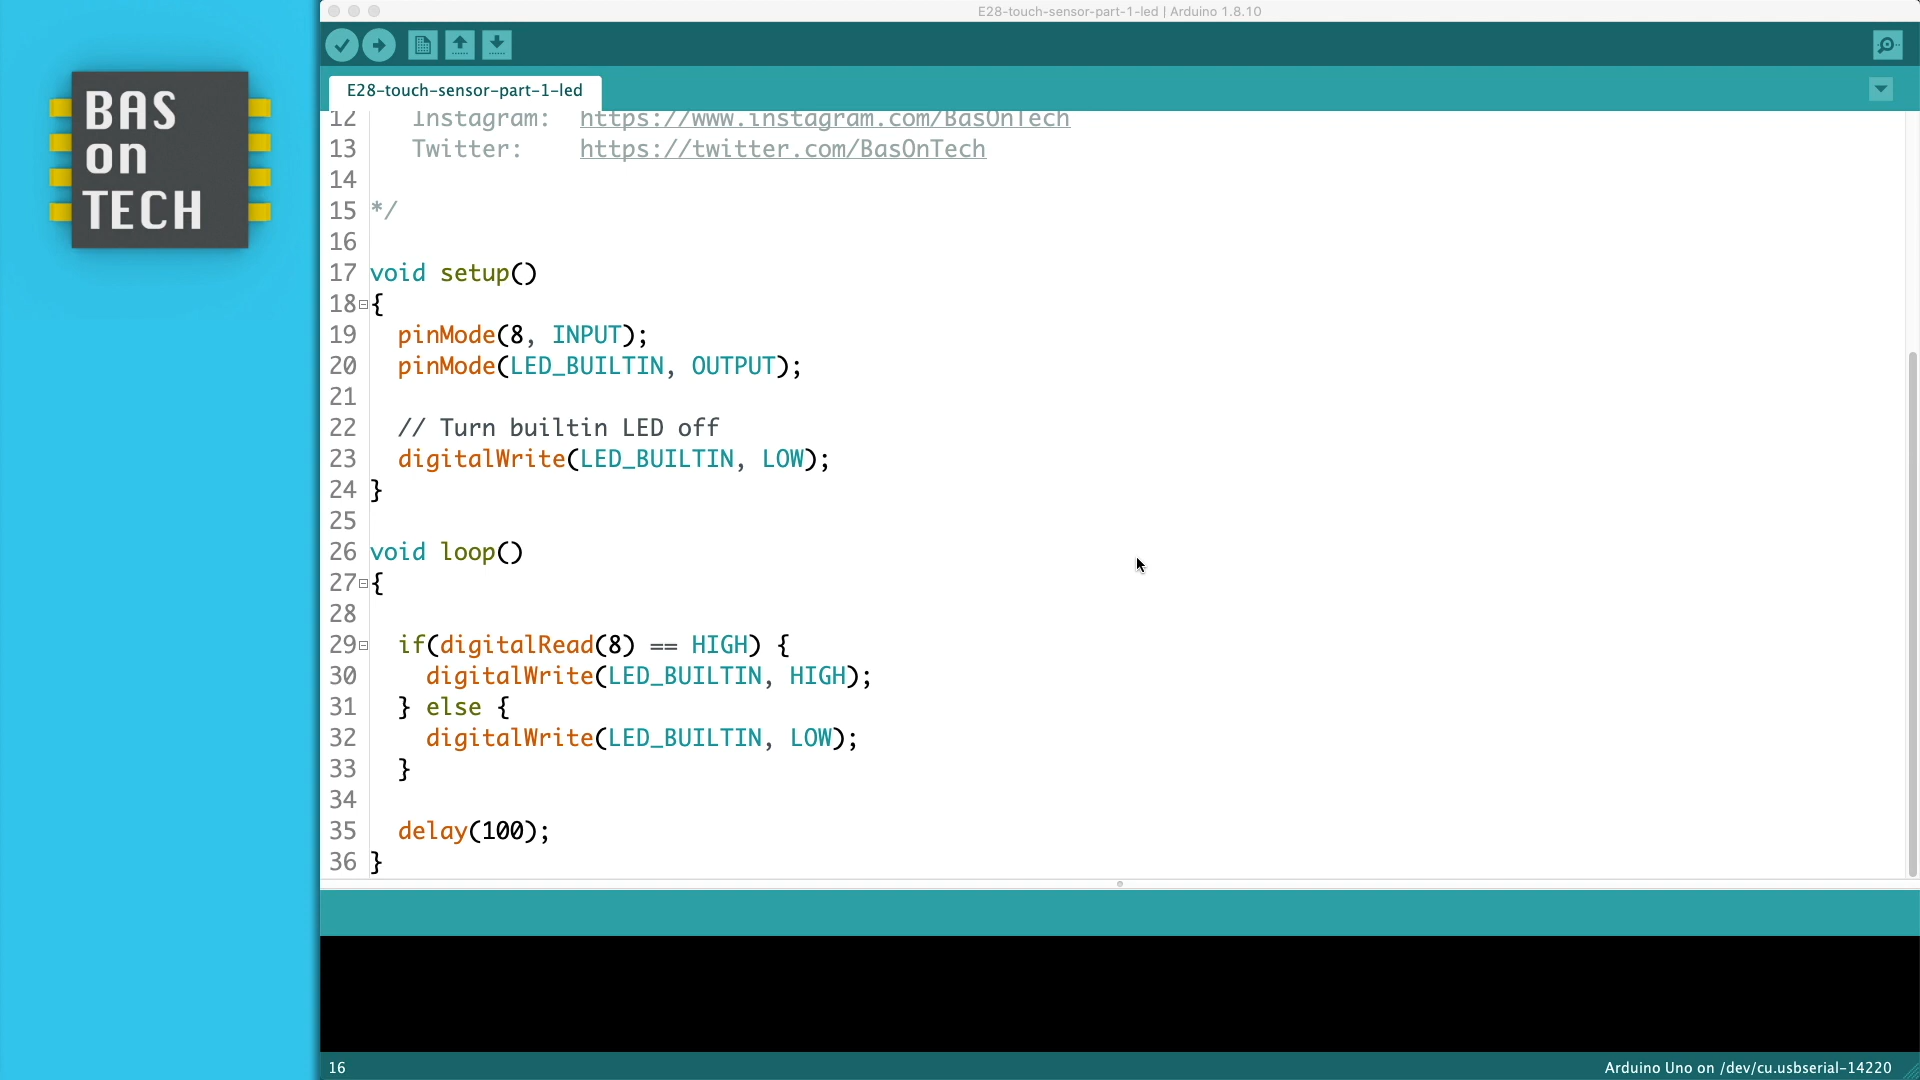 BAS
on
TECH
E28-touch-sensor-part-1-led | Arduino 1.8.10
E28-touch-sensor-part-1-led
12 Instagram: https://www.instagram.com/BasOnTech
13 Twitter: https://twitter.com/BasOnTech
14
15 */
16
17 void setup()
18 {
19 pinMode(8, INPUT);
20 pinMode(LED_BUILTIN, OUTPUT);
21
22 // Turn builtin LED off
23 digitalWrite(LED_BUILTIN, LOW);
24 }
25
26 void loop()
27 {
28
29 if(digitalRead(8) == HIGH) {
30 digitalWrite(LED_BUILTIN, HIGH);
31 } else {
32 digitalWrite(LED_BUILTIN, LOW);
33 }
34
35 delay(100);
36 }
16
Arduino Uno on /dev/cu.usbserial-14220